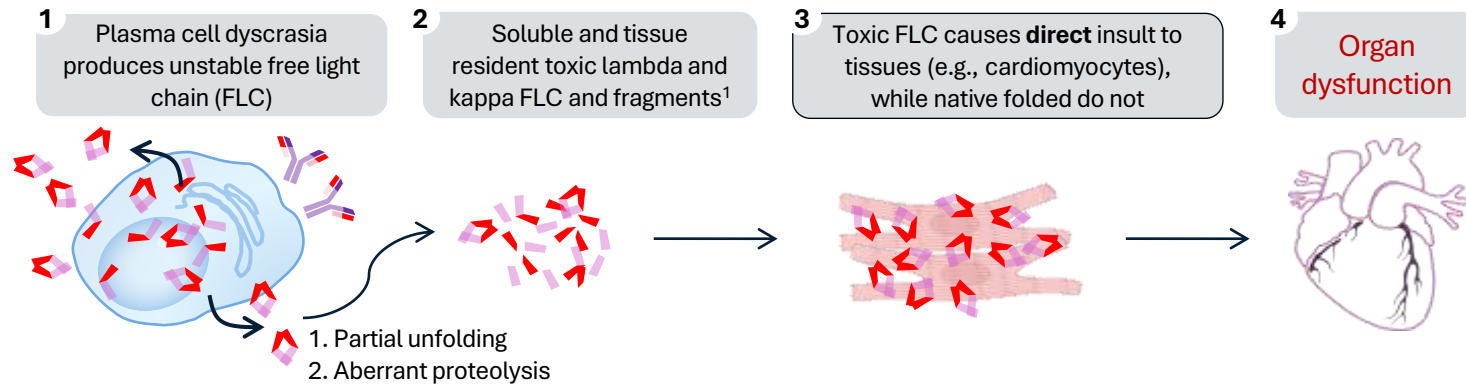 1
Plasma cell dyscrasia
produces unstable free light
chain (FLC)
2
Soluble and tissue
resident toxic lambda and
kappa FLC and fragments¹
3
Toxic FLC causes direct insult to
tissues (e.g., cardiomyocytes),
while native folded do not
4
Organ
dysfunction
1. Partial unfolding
2. Aberrant proteolysis